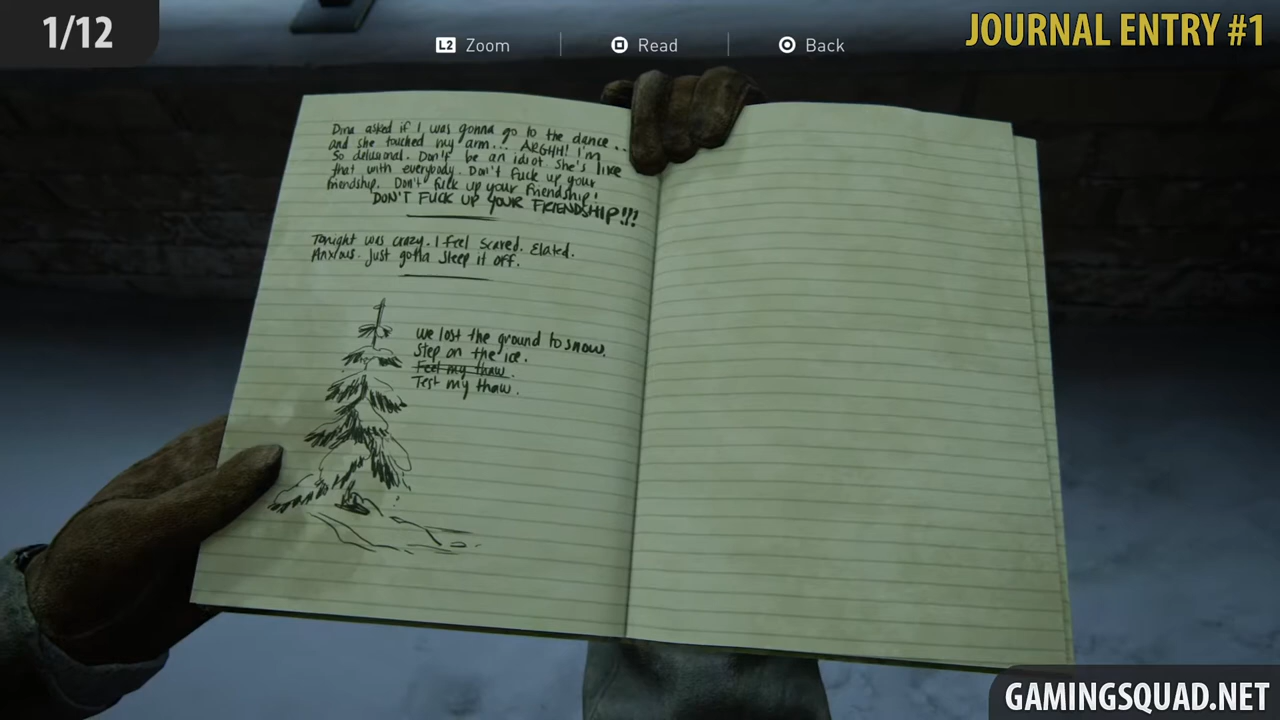 1/12
L2 Zoom
Read
Back
JOURNAL ENTRY #1
Dina asked if I was gonna go to the dance...
and she touched my arm... ARGHH! I'm
so delusional. Don't be an idiot. She's like
that with everybody. Don't fuck up your
friendship. Don't fuck up your friendship!
DON'T FUCK UP YOUR FRIENDSHIP!!!
Tonight was crazy. I feel scared. Elated.
Anxious. Just gotta sleep it off.
We lost the ground to snow.
Step on the ice.
Feel my thaw.
Test my thaw.
GAMINGSQUAD.NET